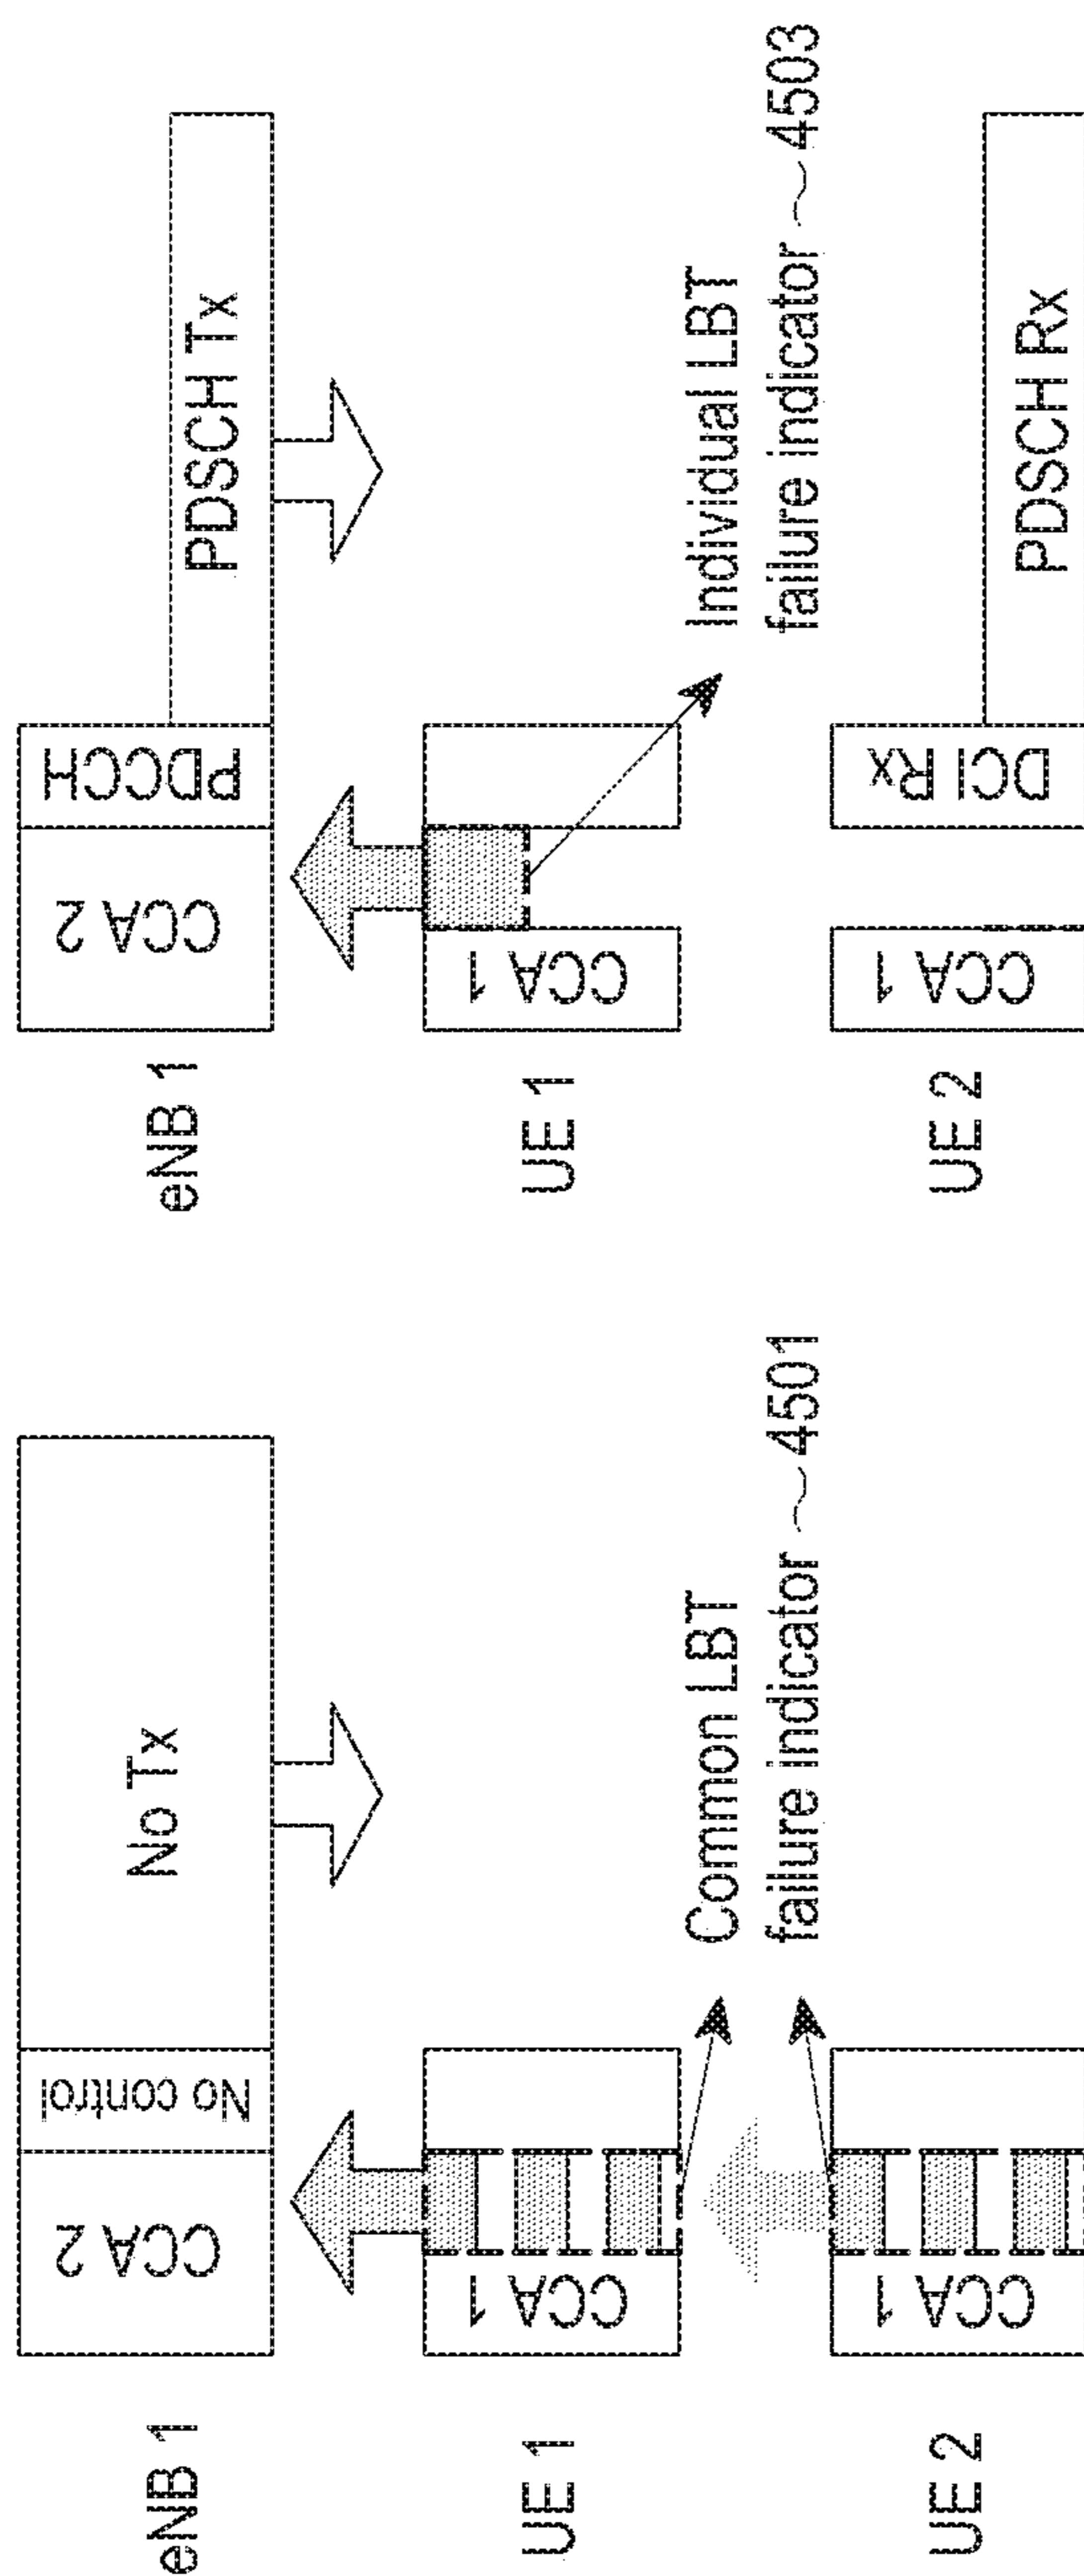 eNB 1
CCA 2
No control
No Tx
UE 1
CCA 1
Common LBT
failure indicator ~4501
UE 2
CCA 1
eNB 1
CCA 2
PDCCH
PDSCH Tx
UE 1
CCA 1
Individual LBT
failure indicator ~4503
UE 2
CCA 1
DCI Rx
PDSCH Rx